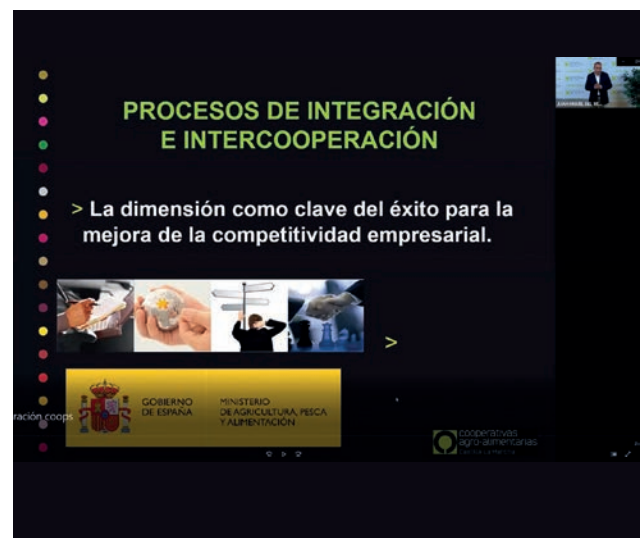 PROCESOS DE INTEGRACIÓN
E INTERCOOPERACIÓN
> La dimensión como clave del éxito para la
mejora de la competitividad empresarial.
>
GOBIERNO
DE ESPAÑA
MINISTERIO
DE AGRICULTURA, PESCA
Y ALIMENTACIÓN
ración coops
cooperativas
agro-alimentarias